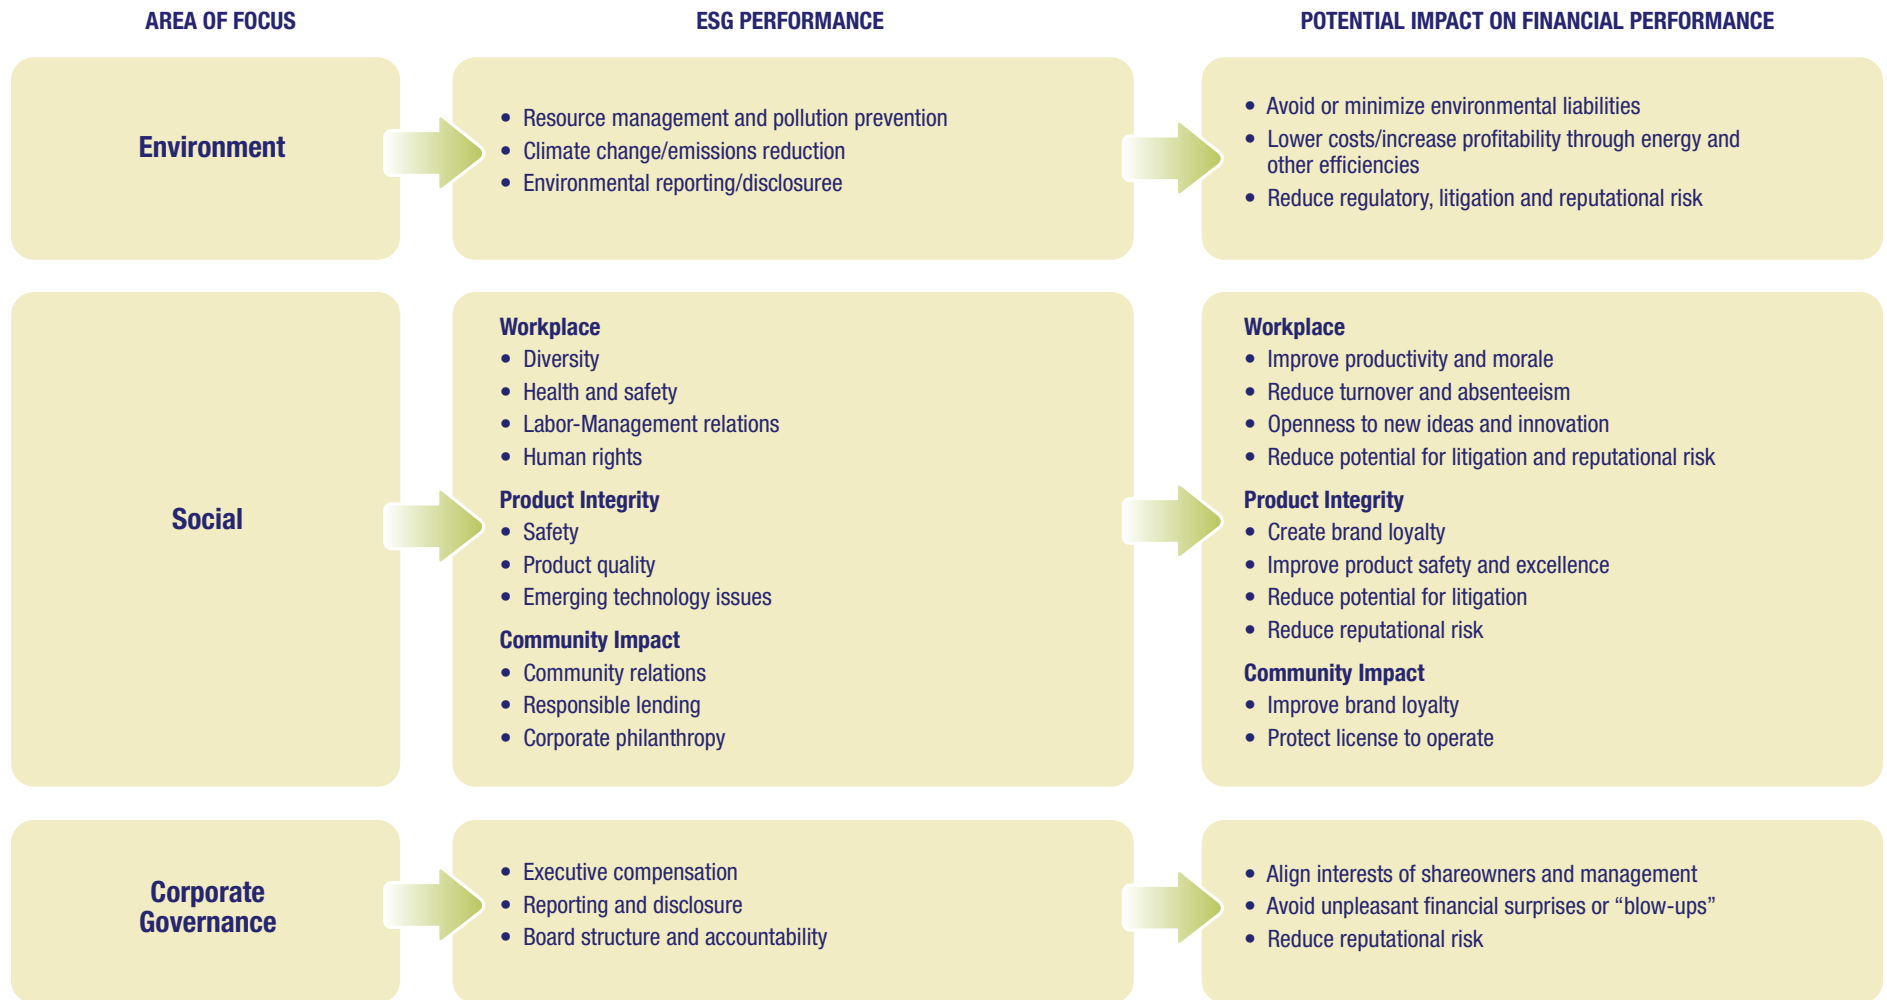 AREA OF FOCUS
ESG PERFORMANCE
POTENTIAL IMPACT ON FINANCIAL PERFORMANCE
Environment
• Resource management and pollution prevention
• Climate change/emissions reduction
• Environmental reporting/disclosuree
• Avoid or minimize environmental liabilities
• Lower costs/increase profitability through energy and
other efficiencies
• Reduce regulatory, litigation and reputational risk
Social
Workplace
• Diversity
• Health and safety
• Labor-Management relations
• Human rights
Product Integrity
• Safety
• Product quality
• Emerging technology issues
Community Impact
• Community relations
• Responsible lending
• Corporate philanthropy
Workplace
• Improve productivity and morale
• Reduce turnover and absenteeism
• Openness to new ideas and innovation
• Reduce potential for litigation and reputational risk
Product Integrity
• Create brand loyalty
• Improve product safety and excellence
• Reduce potential for litigation
• Reduce reputational risk
Community Impact
• Improve brand loyalty
• Protect license to operate
Corporate
Governance
• Executive compensation
• Reporting and disclosure
• Board structure and accountability
• Align interests of shareowners and management
• Avoid unpleasant financial surprises or “blow-ups”
• Reduce reputational risk